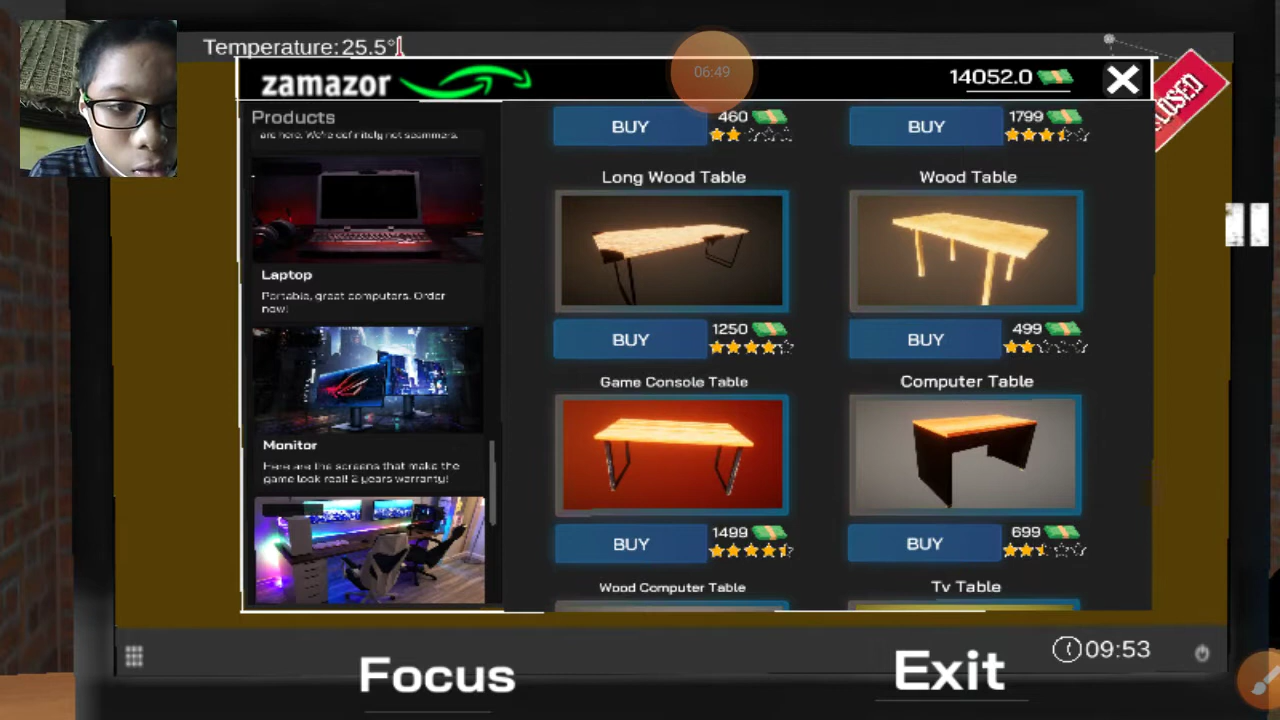 Temperature: 25.5°
06:49
zamazor
14052.0
CLOSED
Products
are here. We're definitely not scammers.
460
BUY
1799
BUY
Long Wood Table
Wood Table
Laptop
Portable, great computers. Order
now!
1250
BUY
499
BUY
Game Console Table
Computer Table
Monitor
Here are the screens that make the
game look real! 2 years warranty!
1499
BUY
699
BUY
Wood Computer Table
Tv Table
09:53
Focus
Exit